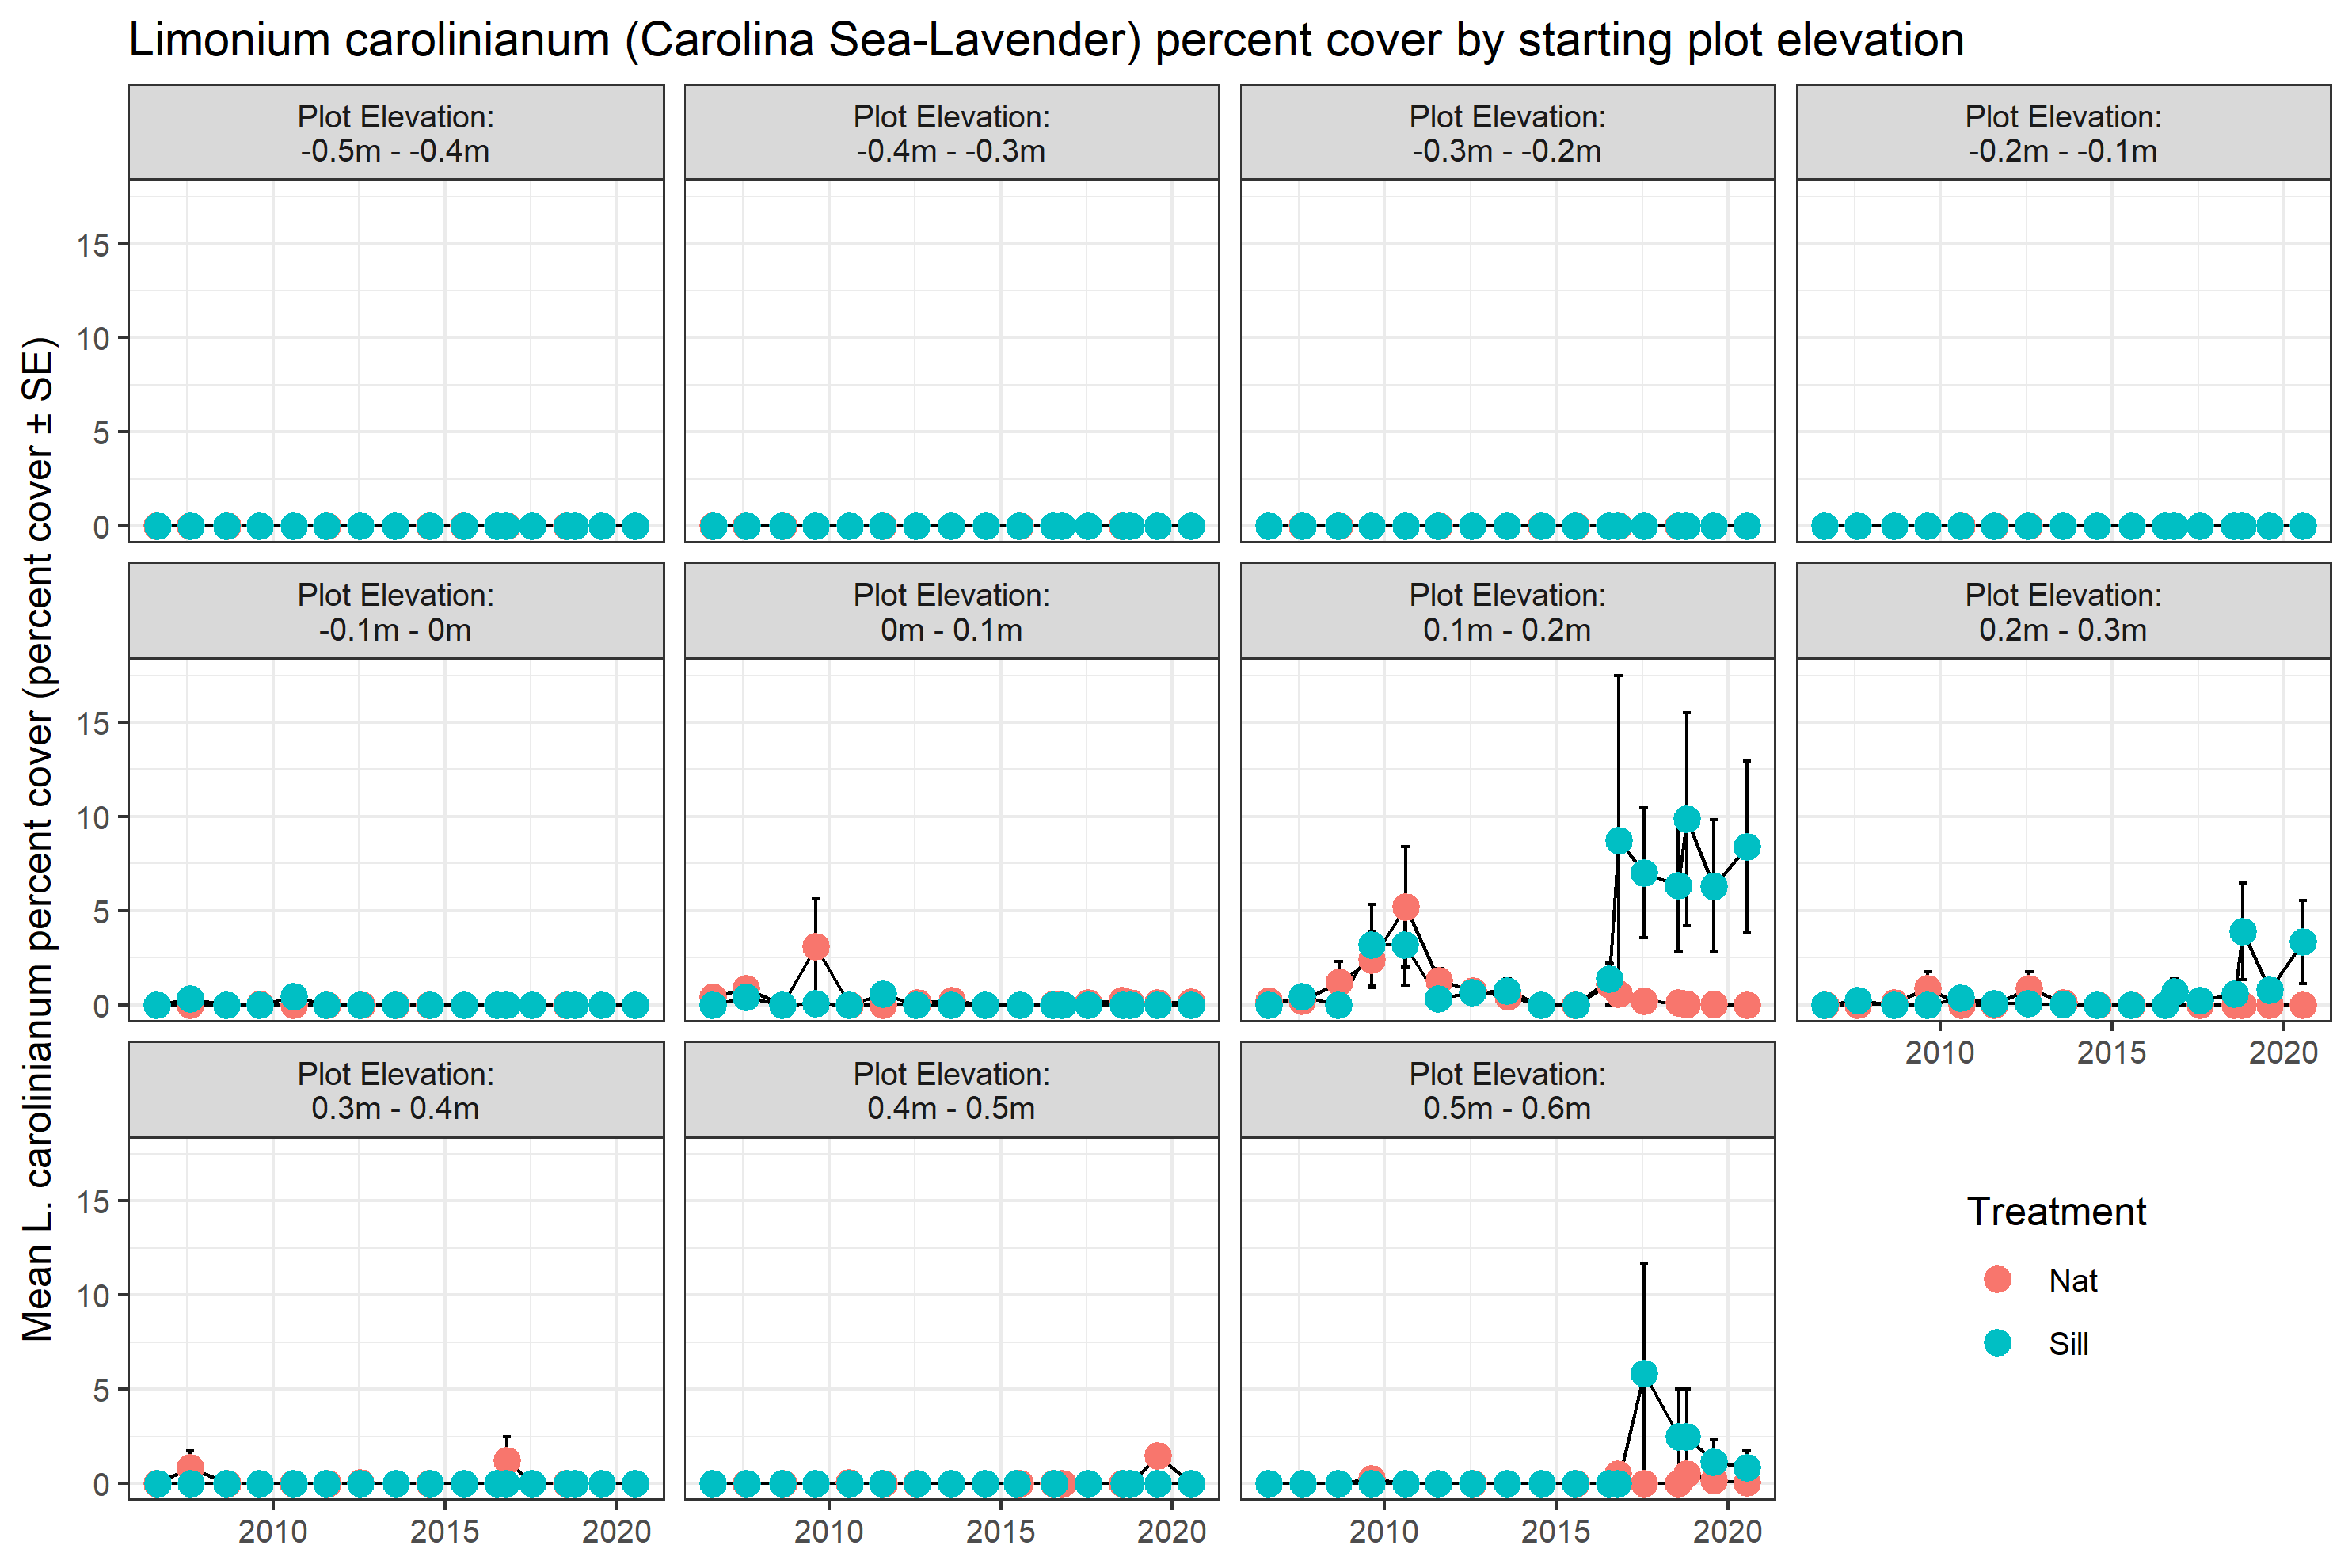 Limonium carolinianum (Carolina Sea-Lavender) percent cover by starting plot elevation
Mean L. carolinianum percent cover (percent cover ± SE)
Plot Elevation:
-0.5m - -0.4m
Plot Elevation:
-0.4m - -0.3m
Plot Elevation:
-0.3m - -0.2m
Plot Elevation:
-0.2m - -0.1m
15
10
5
0
Plot Elevation:
-0.1m - 0m
Plot Elevation:
0m - 0.1m
Plot Elevation:
0.1m - 0.2m
Plot Elevation:
0.2m - 0.3m
15
10
5
0
2010 2015 2020
Plot Elevation:
0.3m - 0.4m
Plot Elevation:
0.4m - 0.5m
Plot Elevation:
0.5m - 0.6m
15
10
5
0
2010 2015 2020
2010 2015 2020
2010 2015 2020
Treatment
Nat
Sill